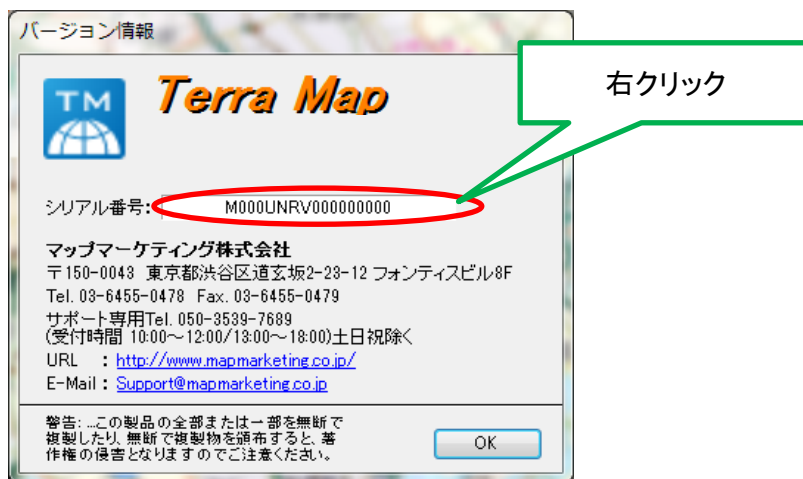 バージョン情報
右クリック
TM
Terra Map
シリアル番号: M000UNRV000000000
マップマーケティング株式会社
〒150-0043 東京都渋谷区道玄坂2-23-12 フォンティスビル8F
Tel. 03-6455-0478 Fax. 03-6455-0479
サポート専用Tel. 050-3539-7689
(受付時間 10:00～12:00/13:00～18:00)土日祝除く
URL : http://www.mapmarketing.co.jp/
E-Mail : Support@mapmarketing.co.jp
警告: ...この製品の全部または一部を無断で
複製したり、無断で複製物を頒布すると、著
作権の侵害となりますのでご注意ください。
OK